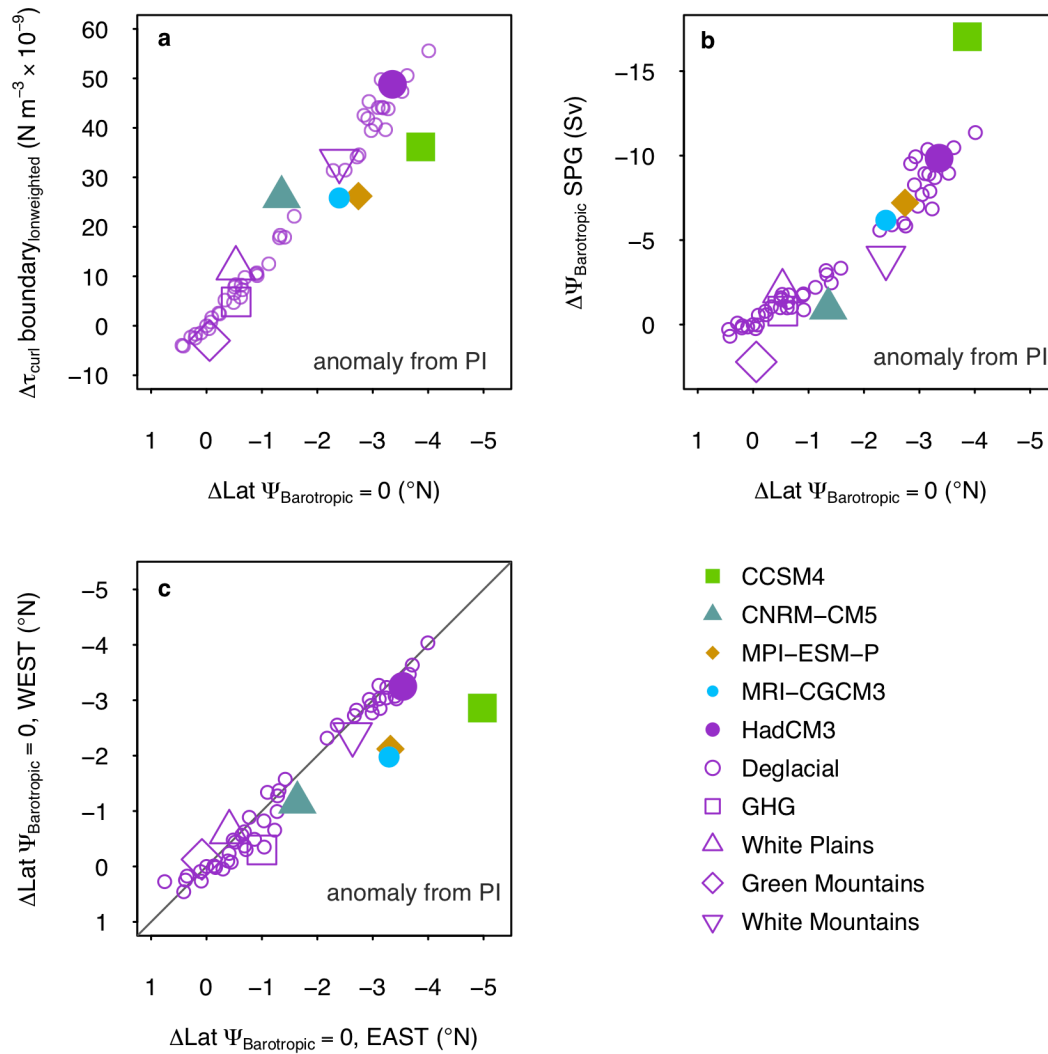 a
Δτcurl boundarylonweighted (N m−3 × 10−9)
60
50
40
30
20
10
0
−10
anomaly from PI
1 0 −1 −2 −3 −4 −5
ΔLat ΨBarotropic = 0 (°N)
b
ΔΨBarotropic SPG (Sv)
−15
−10
−5
0
anomaly from PI
1 0 −1 −2 −3 −4 −5
ΔLat ΨBarotropic = 0 (°N)
c
ΔLat ΨBarotropic = 0, WEST (°N)
−5
−4
−3
−2
−1
0
1
anomaly from PI
1 0 −1 −2 −3 −4 −5
ΔLat ΨBarotropic = 0, EAST (°N)
CCSM4
CNRM−CM5
MPI−ESM−P
MRI−CGCM3
HadCM3
Deglacial
GHG
White Plains
Green Mountains
White Mountains